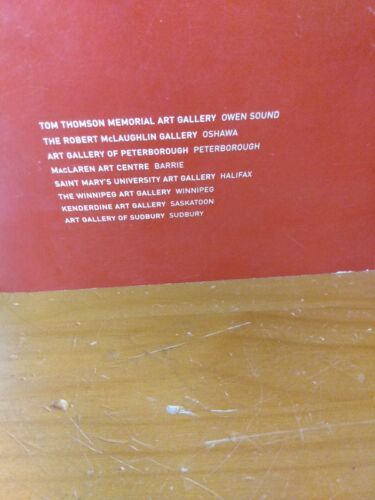 TOM THOMSON MEMORIAL ART GALLERY OWEN SOUND
THE ROBERT McLAUGHLIN GALLERY OSHAWA
ART GALLERY OF PETERBOROUGH PETERBOROUGH
MacLAREN ART CENTRE BARRIE
SAINT MARY'S UNIVERSITY ART GALLERY HALIFAX
THE WINNIPEG ART GALLERY WINNIPEG
KENDERDINE ART GALLERY SASKATOON
ART GALLERY OF SUDBURY SUDBURY